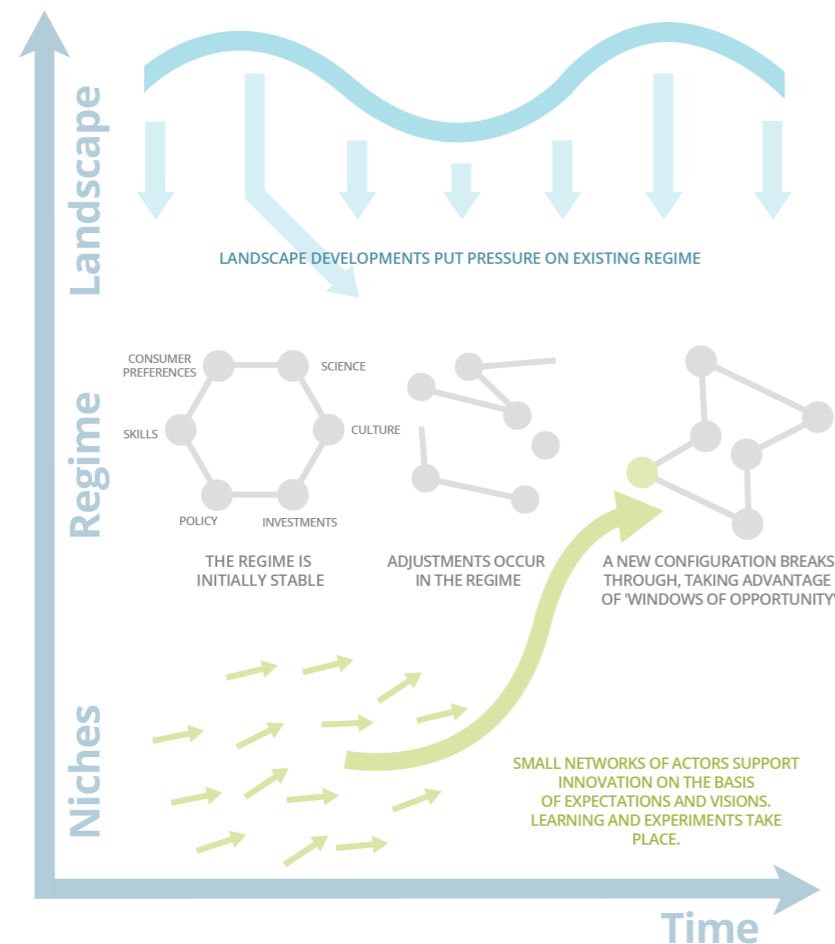 Landscape
LANDSCAPE DEVELOPMENTS PUT PRESSURE ON EXISTING REGIME
Regime
CONSUMER
PREFERENCES
SCIENCE
SKILLS
CULTURE
POLICY
INVESTMENTS
THE REGIME IS
INITIALLY STABLE
ADJUSTMENTS OCCUR
IN THE REGIME
A NEW CONFIGURATION BREAKS
THROUGH, TAKING ADVANTAGE
OF 'WINDOWS OF OPPORTUNITY'
Niches
SMALL NETWORKS OF ACTORS SUPPORT
INNOVATION ON THE BASIS
OF EXPECTATIONS AND VISIONS.
LEARNING AND EXPERIMENTS TAKE
PLACE.
Time